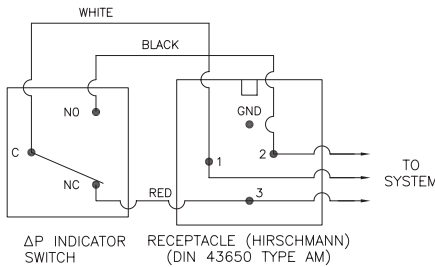 WHITE
BLACK
NO
GND
C
1
2
TO
SYSTEM
NC
RED
3
ΔP INDICATOR
SWITCH
RECEPTACLE (HIRSCHMANN)
(DIN 43650 TYPE AM)